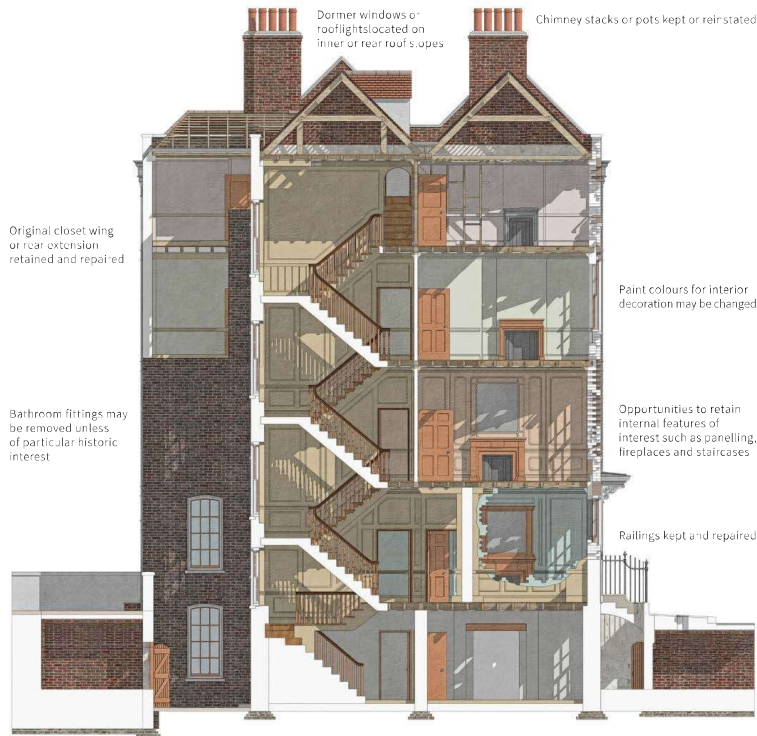 Dormer windows or
rooflightslocated on
inner or rear roof slopes
Chimney stacks or pots kept or reinstated
Original closet wing
or rear extension
retained and repaired
Paint colours for interior
decoration may be changed
Bathroom fittings may
be removed unless
of particular historic
interest
Opportunities to retain
internal features of
interest such as panelling,
fireplaces and staircases
Railings kept and repaired